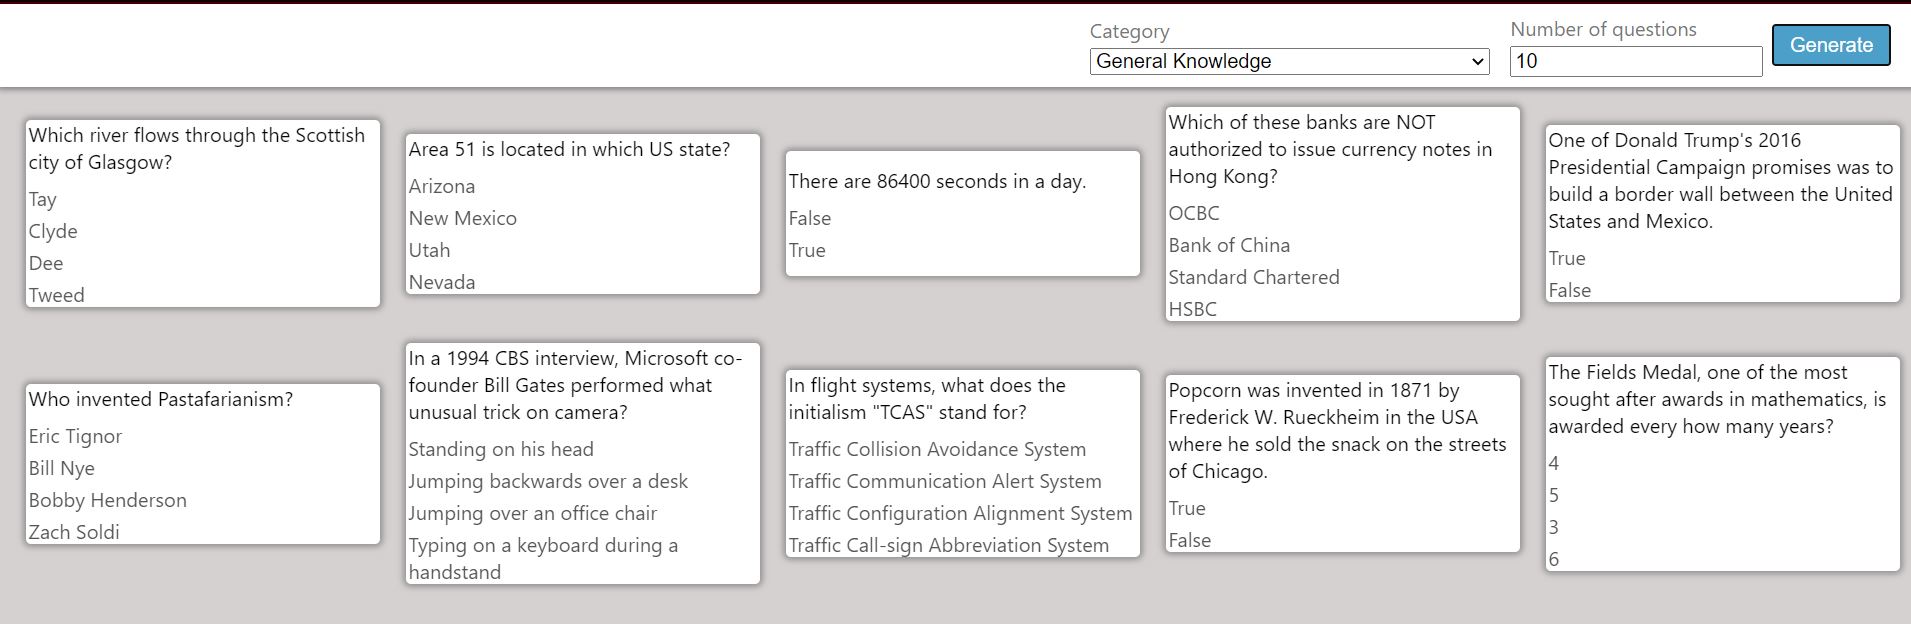 Category
General Knowledge
Number of questions
10
Generate
Which river flows through the Scottish
city of Glasgow?
Tay
Clyde
Dee
Tweed
Area 51 is located in which US state?
Arizona
New Mexico
Utah
Nevada
There are 86400 seconds in a day.
False
True
Which of these banks are NOT
authorized to issue currency notes in
Hong Kong?
OCBC
Bank of China
Standard Chartered
HSBC
One of Donald Trump's 2016
Presidential Campaign promises was to
build a border wall between the United
States and Mexico.
True
False
Who invented Pastafarianism?
Eric Tignor
Bill Nye
Bobby Henderson
Zach Soldi
In a 1994 CBS interview, Microsoft co-
founder Bill Gates performed what
unusual trick on camera?
Standing on his head
Jumping backwards over a desk
Jumping over an office chair
Typing on a keyboard during a
handstand
In flight systems, what does the
initialism "TCAS" stand for?
Traffic Collision Avoidance System
Traffic Communication Alert System
Traffic Configuration Alignment System
Traffic Call-sign Abbreviation System
Popcorn was invented in 1871 by
Frederick W. Rueckheim in the USA
where he sold the snack on the streets
of Chicago.
True
False
The Fields Medal, one of the most
sought after awards in mathematics, is
awarded every how many years?
4
5
3
6